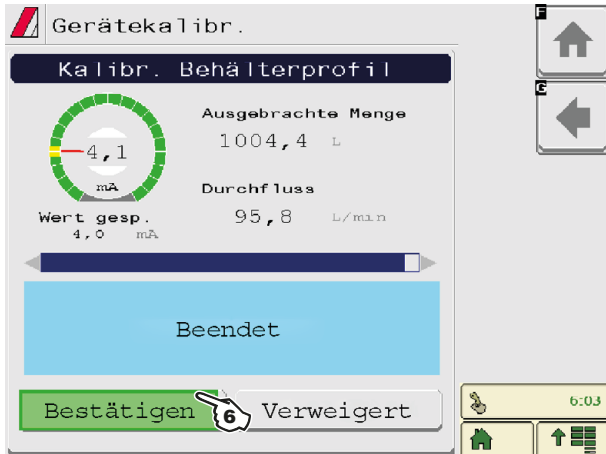 Gerätekalibr.
Kalibr. Behälterprofil
4,1
mA
Wert gesp.
4,0 mA
Ausgebrachte Menge
1004,4 L
Durchfluss
95,8 L/min
Beendet
Bestätigen
6
Verweigert
F
G
6:03